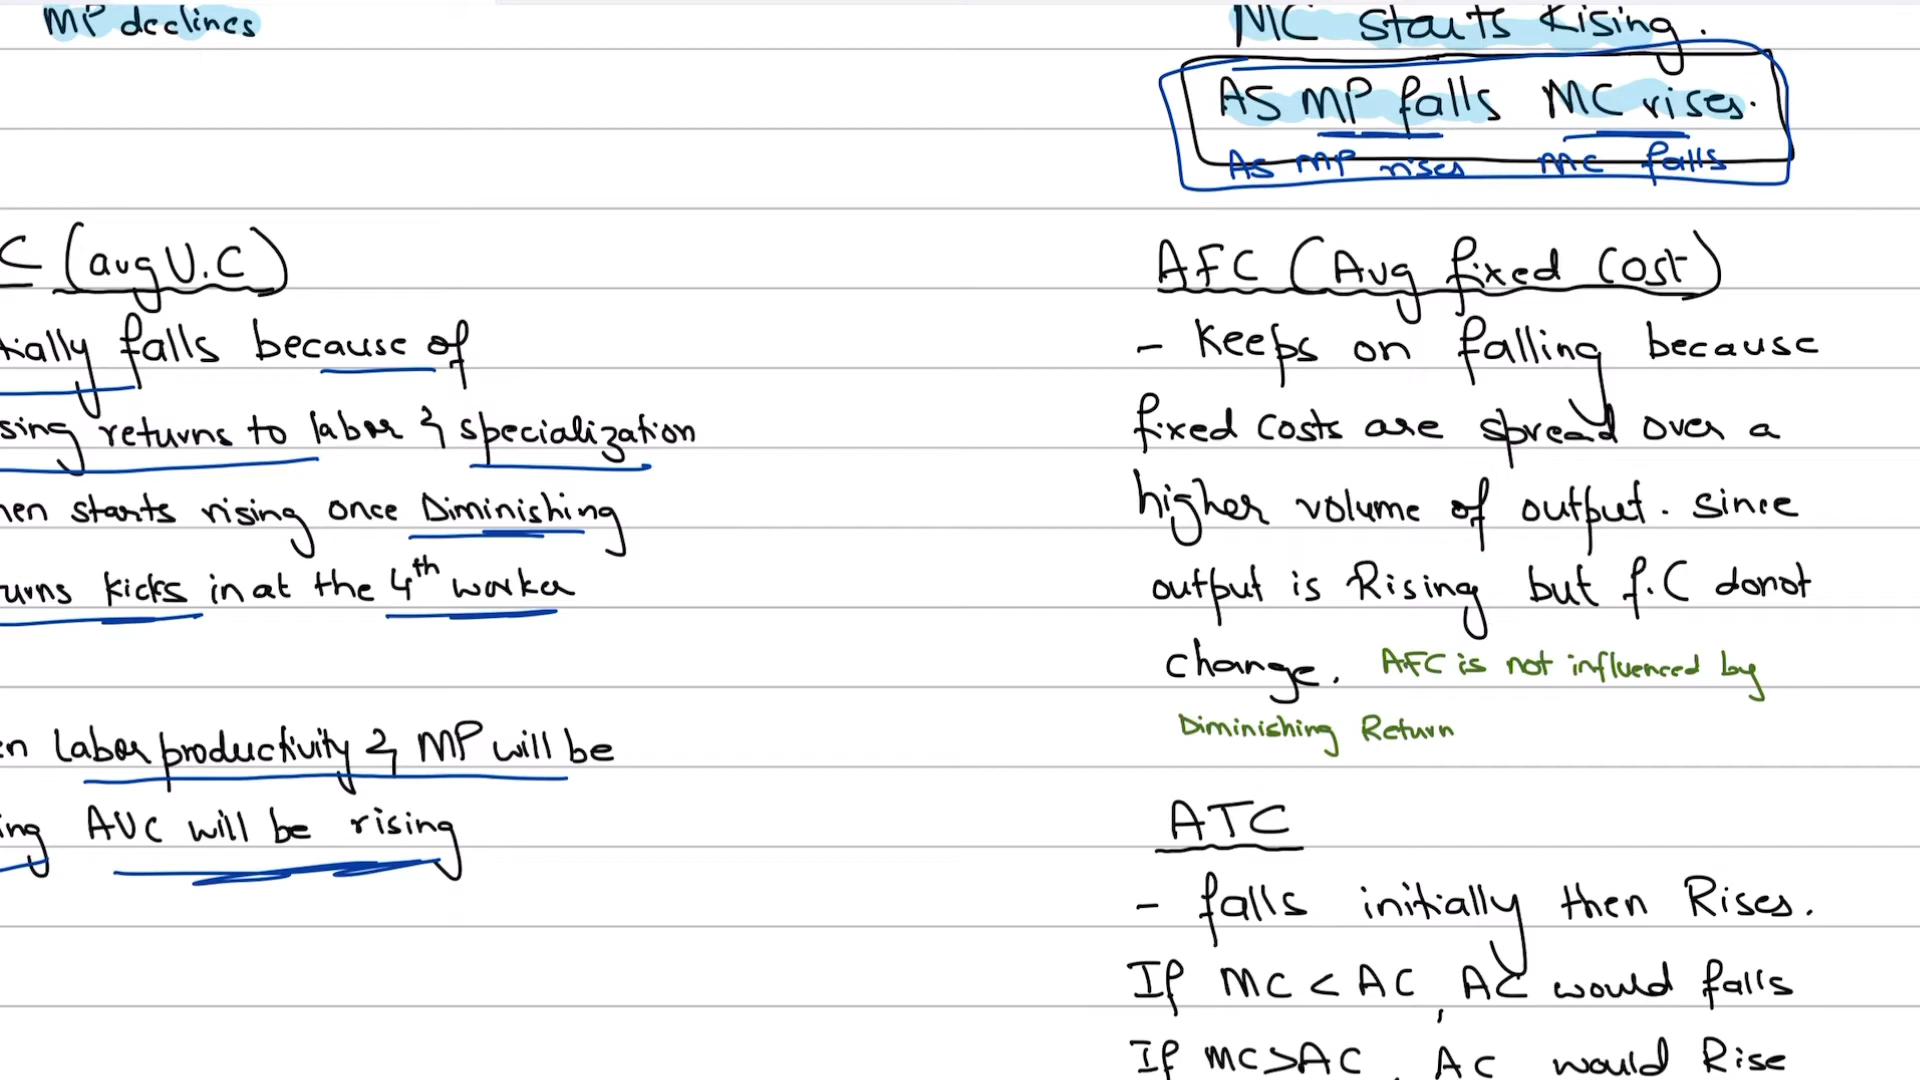 MP declines
C (avg V.C)
tially falls because of
sing returns to labor & specialization
hen starts rising once Diminishing
urns kicks in at the 4th worker
en labor productivity & MP will be
ing AVC will be rising
MC starts Rising.
AS MP falls MC rises.
As MP rises MC falls
AFC (Avg fixed Cost)
- Keeps on falling because
fixed costs are spread over a
higher volume of output. since
output is Rising but f.C donot
change. AFC is not influenced by
Diminishing Return
ATC
- falls initially then Rises.
If MC < AC, AC would falls
If MC>AC, AC would Rise